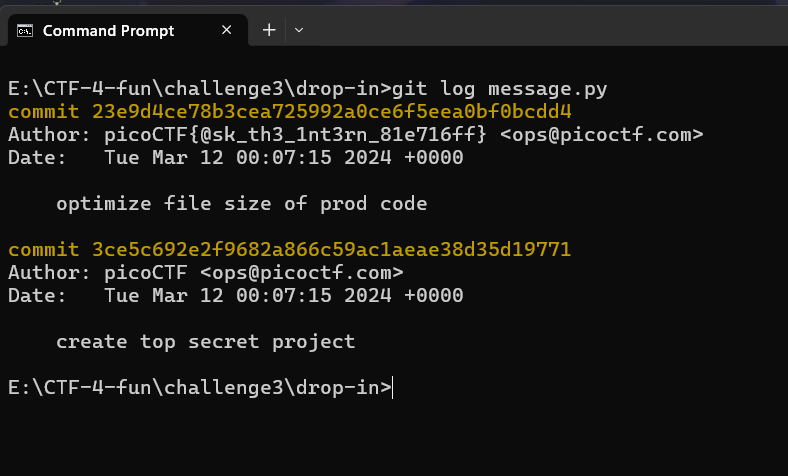 Command Prompt
E:\CTF-4-fun\challenge3\drop-in>git log message.py
commit 23e9d4ce78b3cea725992a0ce6f5eea0bf0bcdd4
Author: picoCTF{@sk_th3_1nt3rn_81e716ff} <ops@picoctf.com>
Date:   Tue Mar 12 00:07:15 2024 +0000
    optimize file size of prod code
commit 3ce5c692e2f9682a866c59ac1aeae38d35d19771
Author: picoCTF <ops@picoctf.com>
Date:   Tue Mar 12 00:07:15 2024 +0000
    create top secret project
E:\CTF-4-fun\challenge3\drop-in>